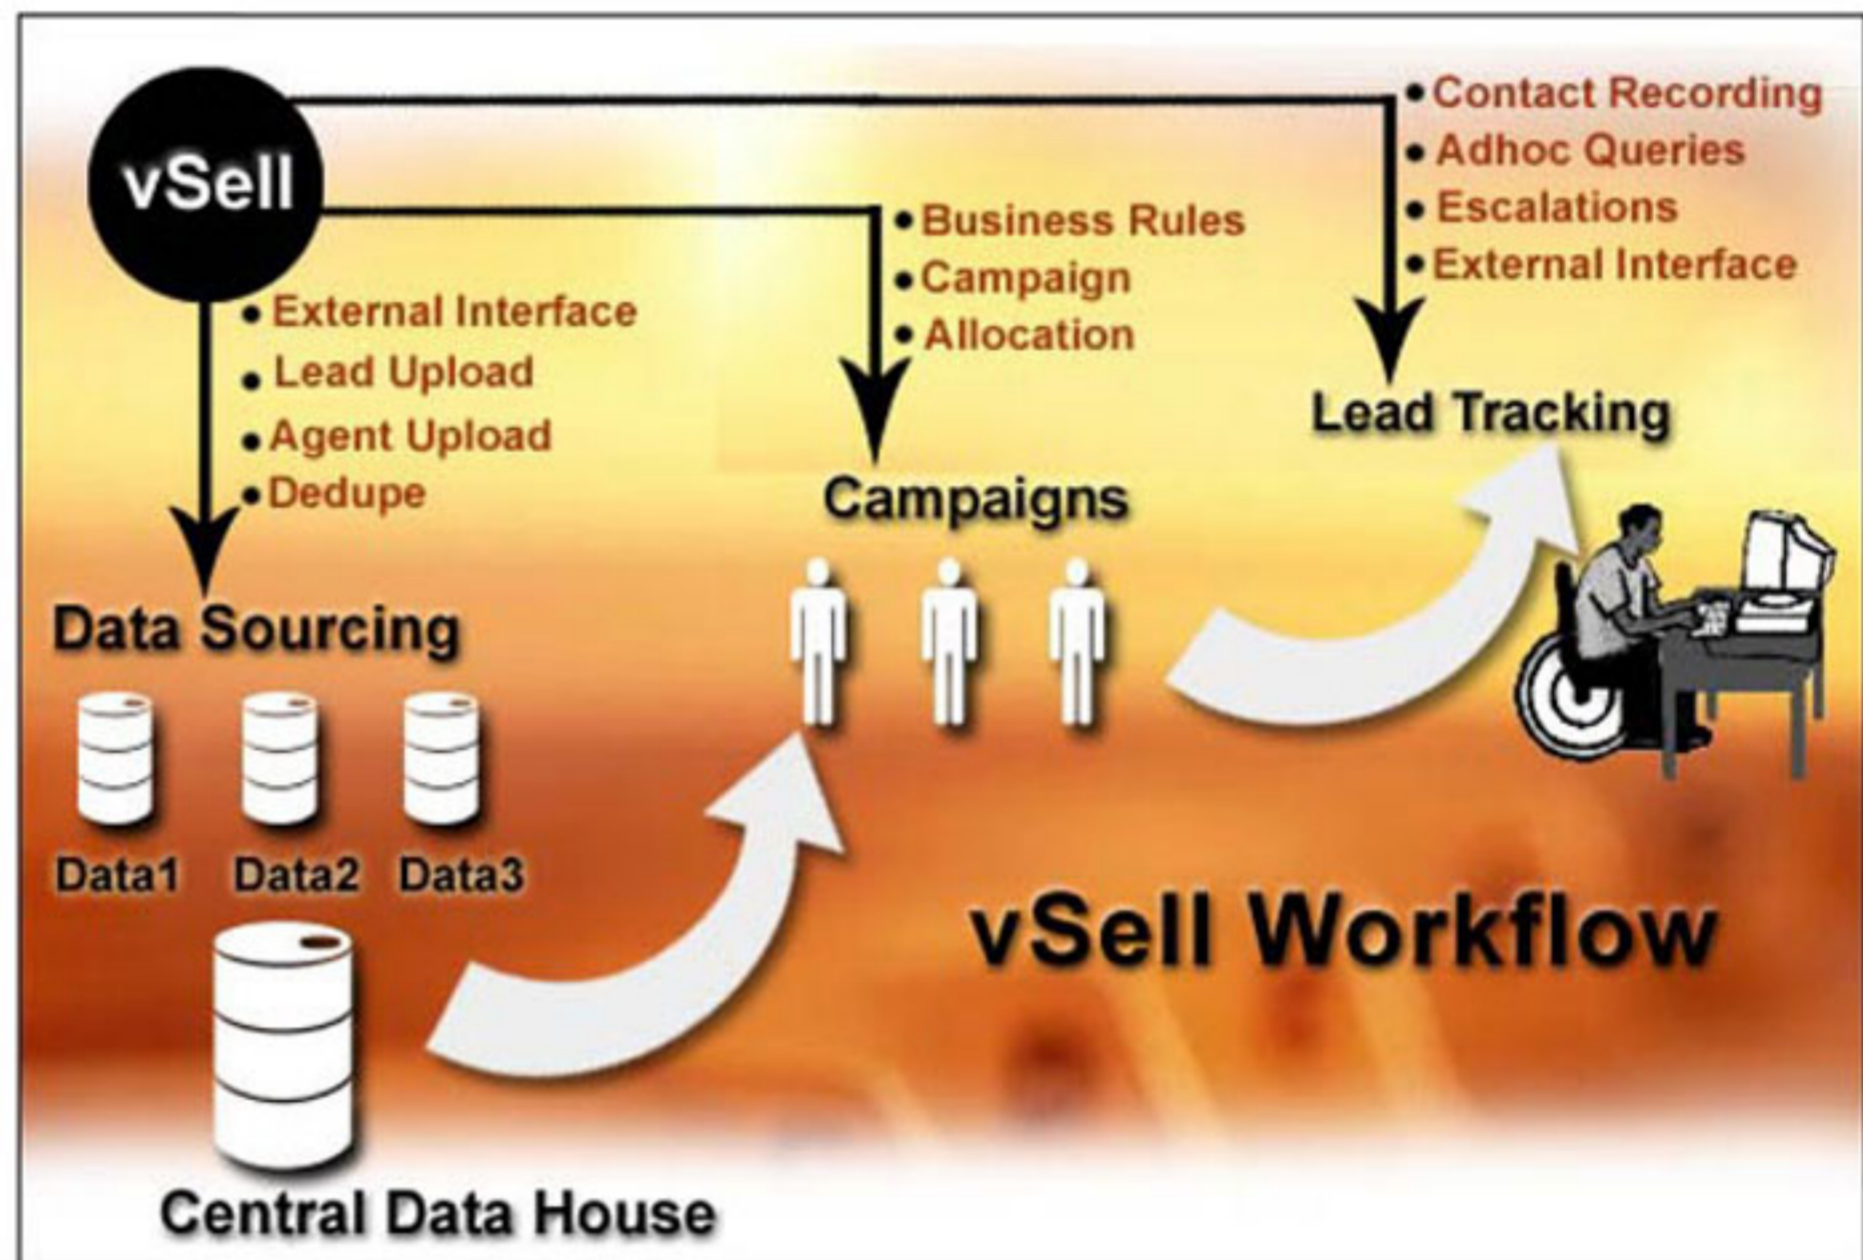 vSell
• Contact Recording
• Adhoc Queries
• Escalations
• External Interface
• Business Rules
• Campaign
• Allocation
• External Interface
• Lead Upload
• Agent Upload
• Dedupe
Lead Tracking
Campaigns
Data Sourcing
Data1 Data2 Data3
vSell Workflow
Central Data House